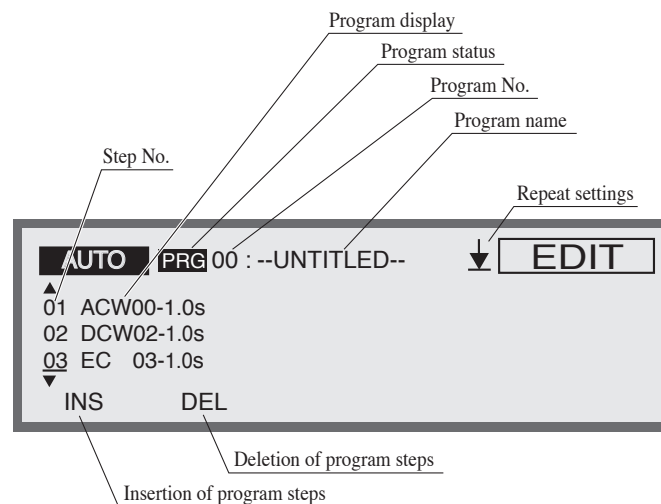 Program display
Program status
Program No.
Program name
Step No.
Repeat settings
AUTO PRG 00 : --UNTITLED-- EDIT
01 ACW00-1.0s
02 DCW02-1.0s
03 EC 03-1.0s
INS DEL
Deletion of program steps
Insertion of program steps